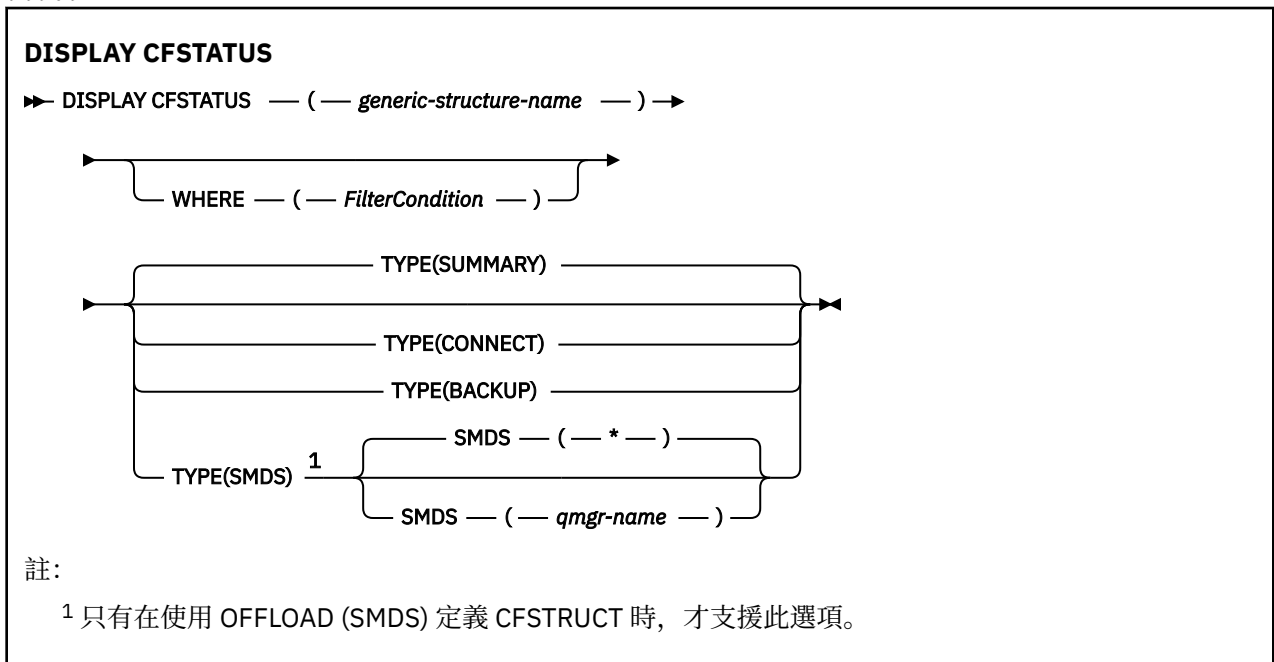 DISPLAY CFSTATUS
DISPLAY CFSTATUS ( generic-structure-name )
WHERE ( FilterCondition )
TYPE(SUMMARY)
TYPE(CONNECT)
TYPE(BACKUP)
SMDS ( * )
TYPE(SMDS) 1
SMDS ( qmgr-name )
註:
1 只有在使用 OFFLOAD (SMDS) 定義 CFSTRUCT 時，才支援此選項。